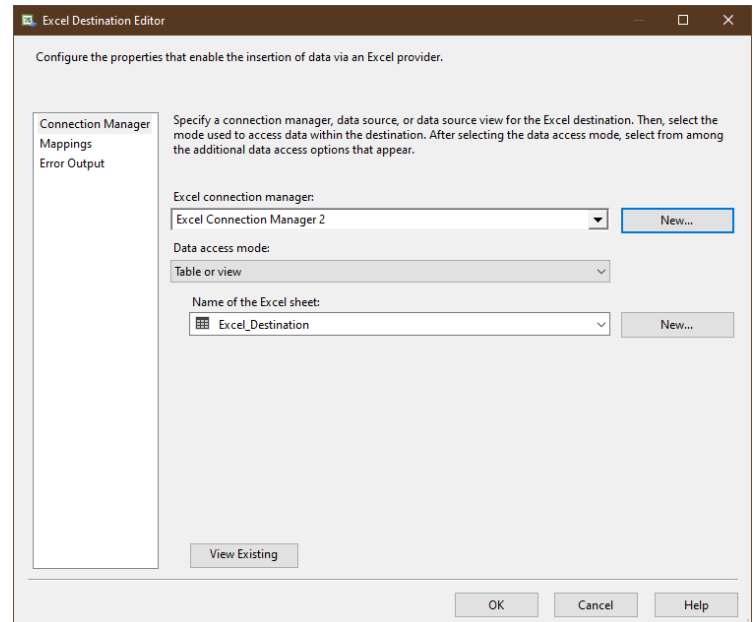 Excel Destination Editor
Configure the properties that enable the insertion of data via an Excel provider.
Connection Manager
Mappings
Error Output
Specify a connection manager, data source, or data source view for the Excel destination. Then, select the
mode used to access data within the destination. After selecting the data access mode, select from among
the additional data access options that appear.
Excel connection manager:
Excel Connection Manager 2
New...
Data access mode:
Table or view
Name of the Excel sheet:
Excel_Destination
New...
View Existing
OK
Cancel
Help